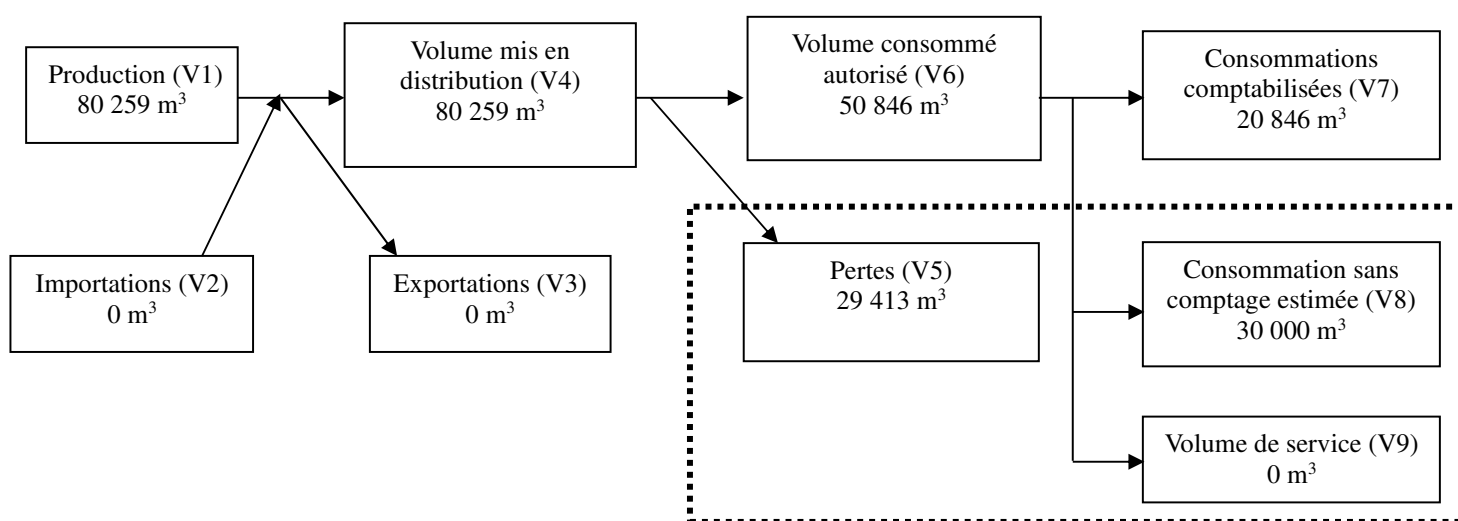 Production (V1)
80 259 m³
Volume mis en
distribution (V4)
80 259 m³
Volume consommé
autorisé (V6)
50 846 m³
Consommations
comptabilisées (V7)
20 846 m³
Importations (V2)
0 m³
Exportations (V3)
0 m³
Pertes (V5)
29 413 m³
Consommation sans
comptage estimée (V8)
30 000 m³
Volume de service (V9)
0 m³